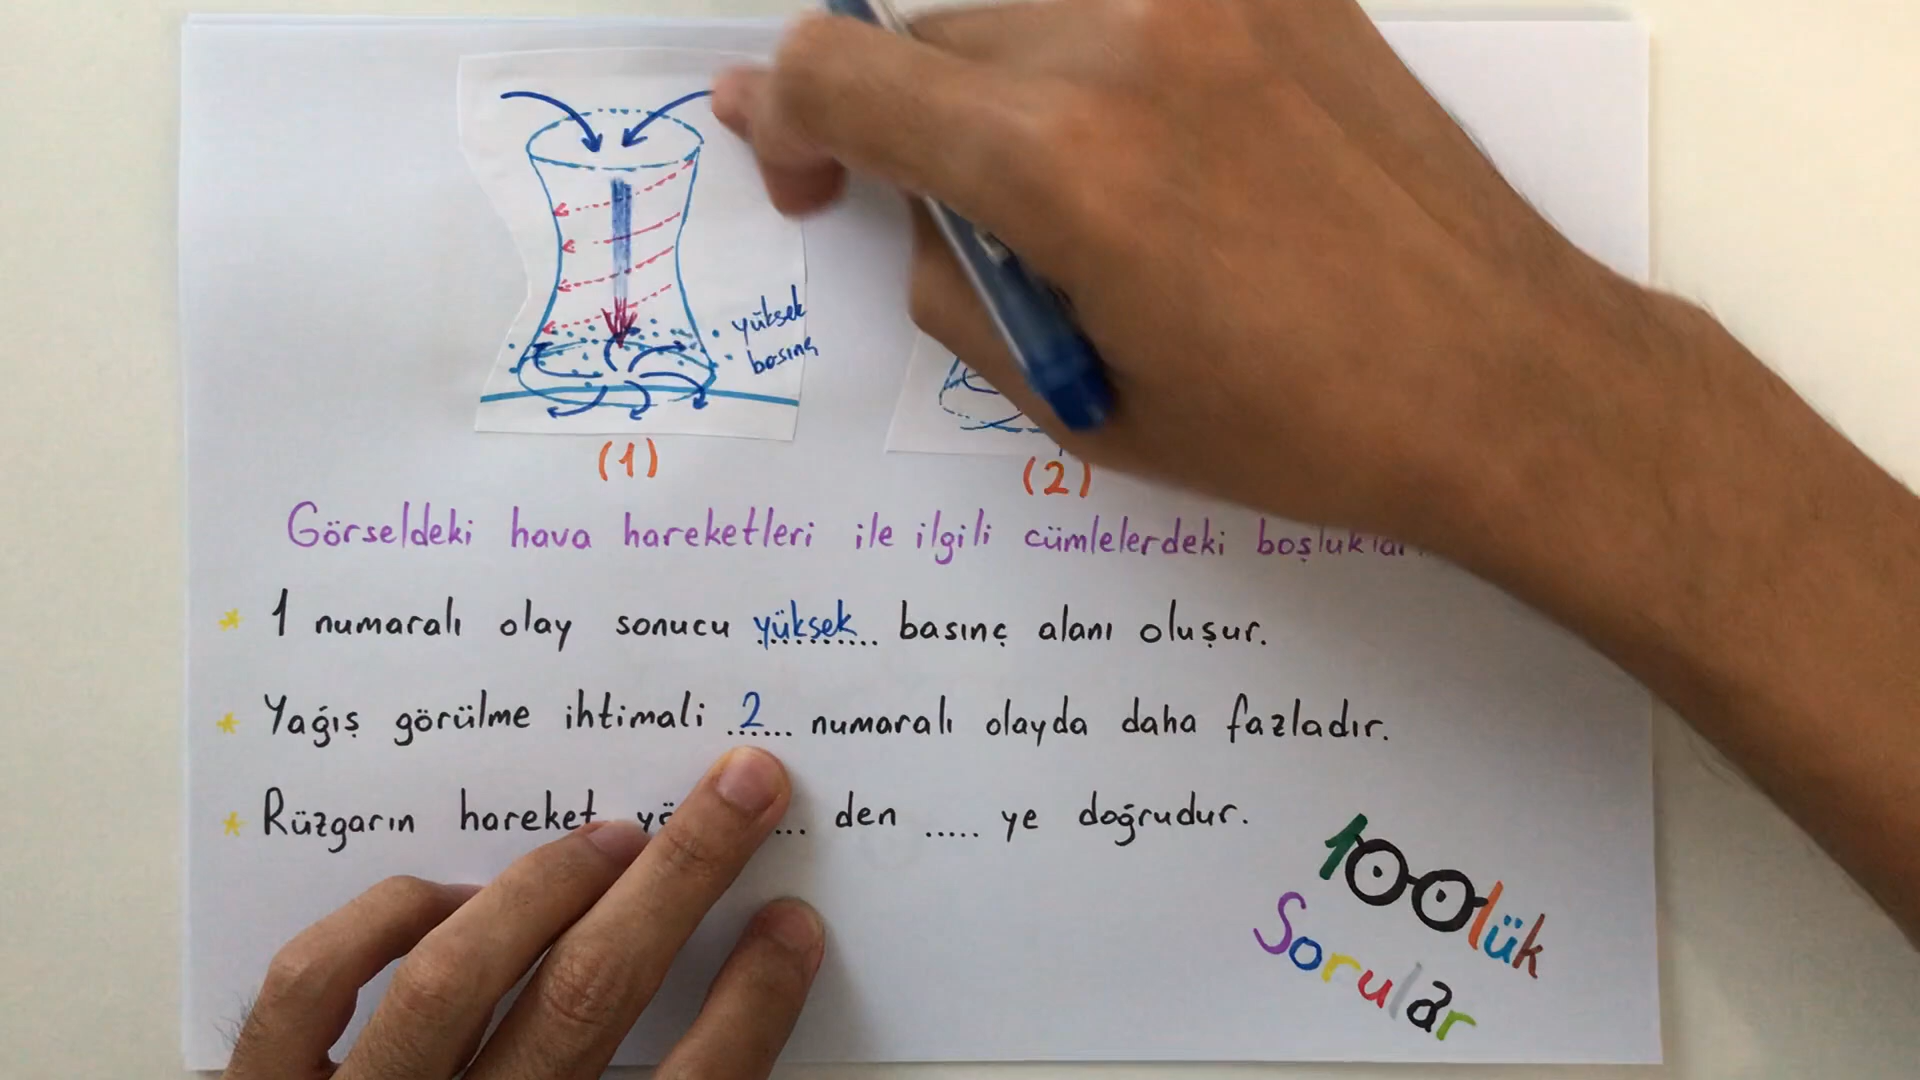 yüksek
basınç
(1)
(2)
Görseldeki hava hareketleri ile ilgili cümlelerdeki
* 1 numaralı olay sonucu yüksek basınç alanı oluşur.
* Yağış görülme ihtimali 2 numaralı olayda daha fazladır.
* Rüzgarın hareket ... den ..... ye doğrudur.
100lük
Sorular